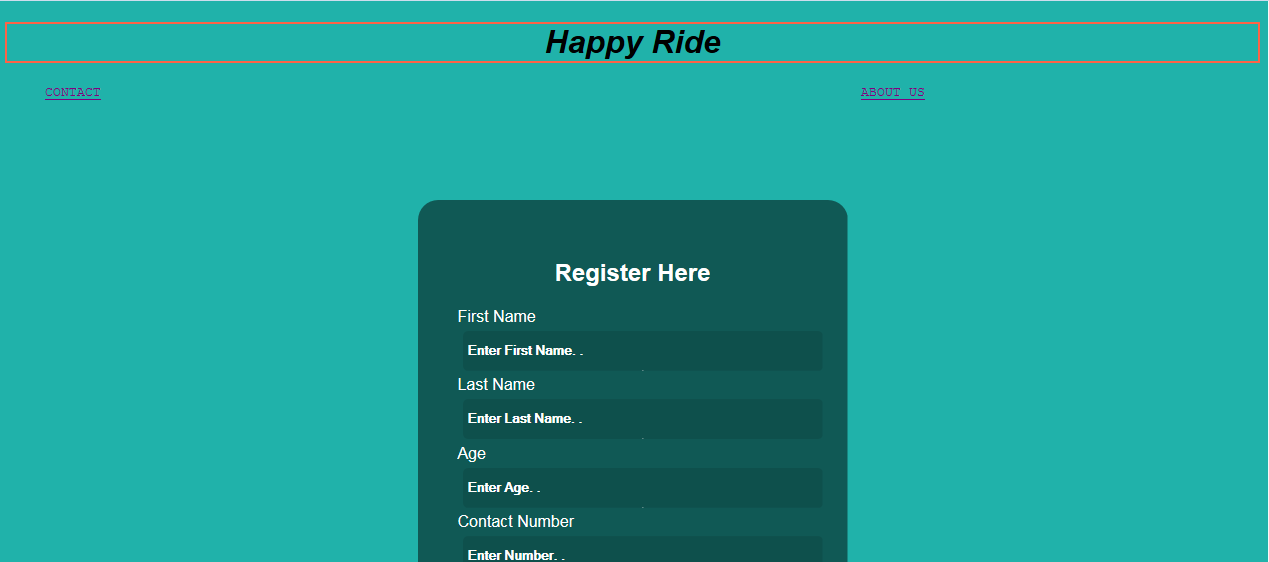 Happy Ride
CONTACT ABOUT US
Register Here
First Name
Enter First Name. .
Last Name
Enter Last Name. .
Age
Enter Age. .
Contact Number
Enter Number. .